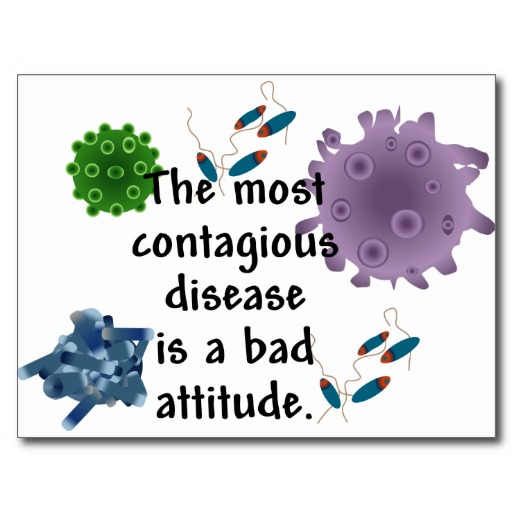 The most
contagious
disease
is a bad
attitude.